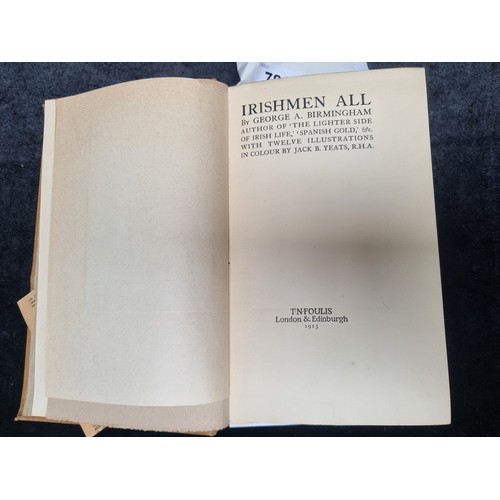 IRISHMEN ALL
BY GEORGE A. BIRMINGHAM
AUTHOR OF 'THE LIGHTER SIDE
OF IRISH LIFE,' 'SPANISH GOLD,' &c.
WITH TWELVE ILLUSTRATIONS
IN COLOUR BY JACK B. YEATS, R.H.A.
T·N·FOULIS
London & Edinburgh
1913